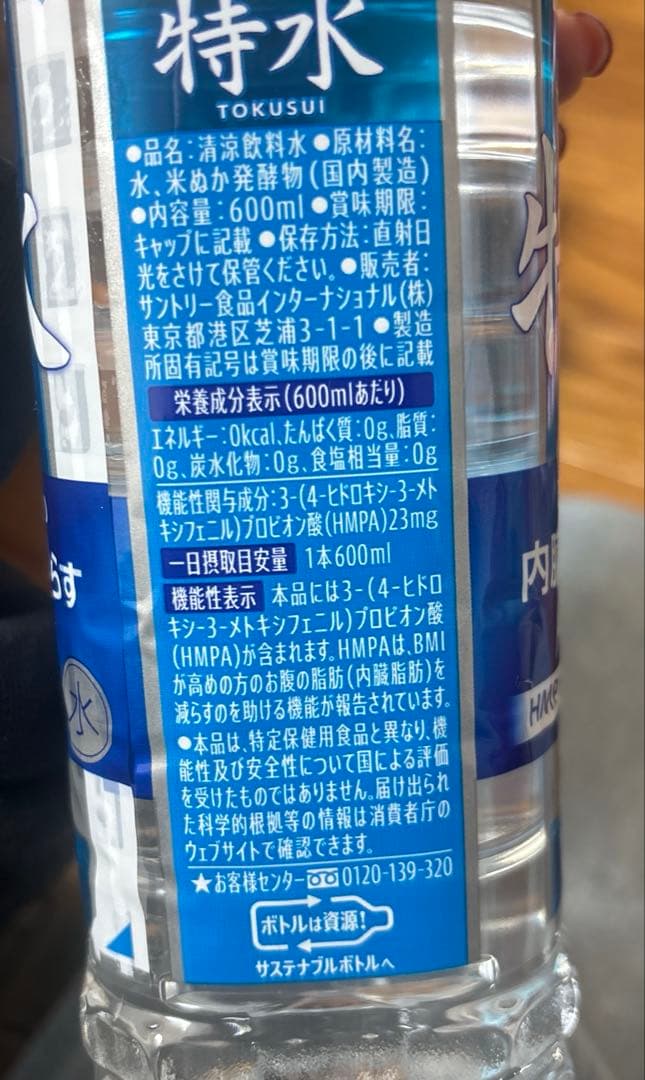 特水
TOKUSUI
●品名：清涼飲料水●原材料名：
水、米ぬか発酵物(国内製造)
●内容量：600ml●賞味期限：
キャップに記載●保存方法：直射日
光をさけて保管ください。●販売者：
サントリー食品インターナショナル(株)
東京都港区芝浦3-1-1●製造
所固有記号は賞味期限の後に記載
栄養成分表示(600mlあたり)
エネルギー：0kcal、たんぱく質：0g、脂質：
0g、炭水化物：0g、食塩相当量：0g
機能性関与成分：3-(4-ヒドロキシ-3-メト
キシフェニル)プロピオン酸(HMPA)23mg
一日摂取目安量 1本600ml
機能性表示 本品には3-(4-ヒドロ
キシ-3-メトキシフェニル)プロピオン酸
(HMPA)が含まれます。HMPAは、BMI
が高めの方のお腹の脂肪(内臓脂肪)を
減らすのを助ける機能が報告されています。
●本品は、特定保健用食品と異なり、機
能性及び安全性について国による評価
を受けたものではありません。届け出られ
た科学的根拠等の情報は消費者庁の
ウェブサイトで確認できます。
★お客様センター 0120-139-320
ボトルは資源！
サステナブルボトルへ
らす
水
内
HMP